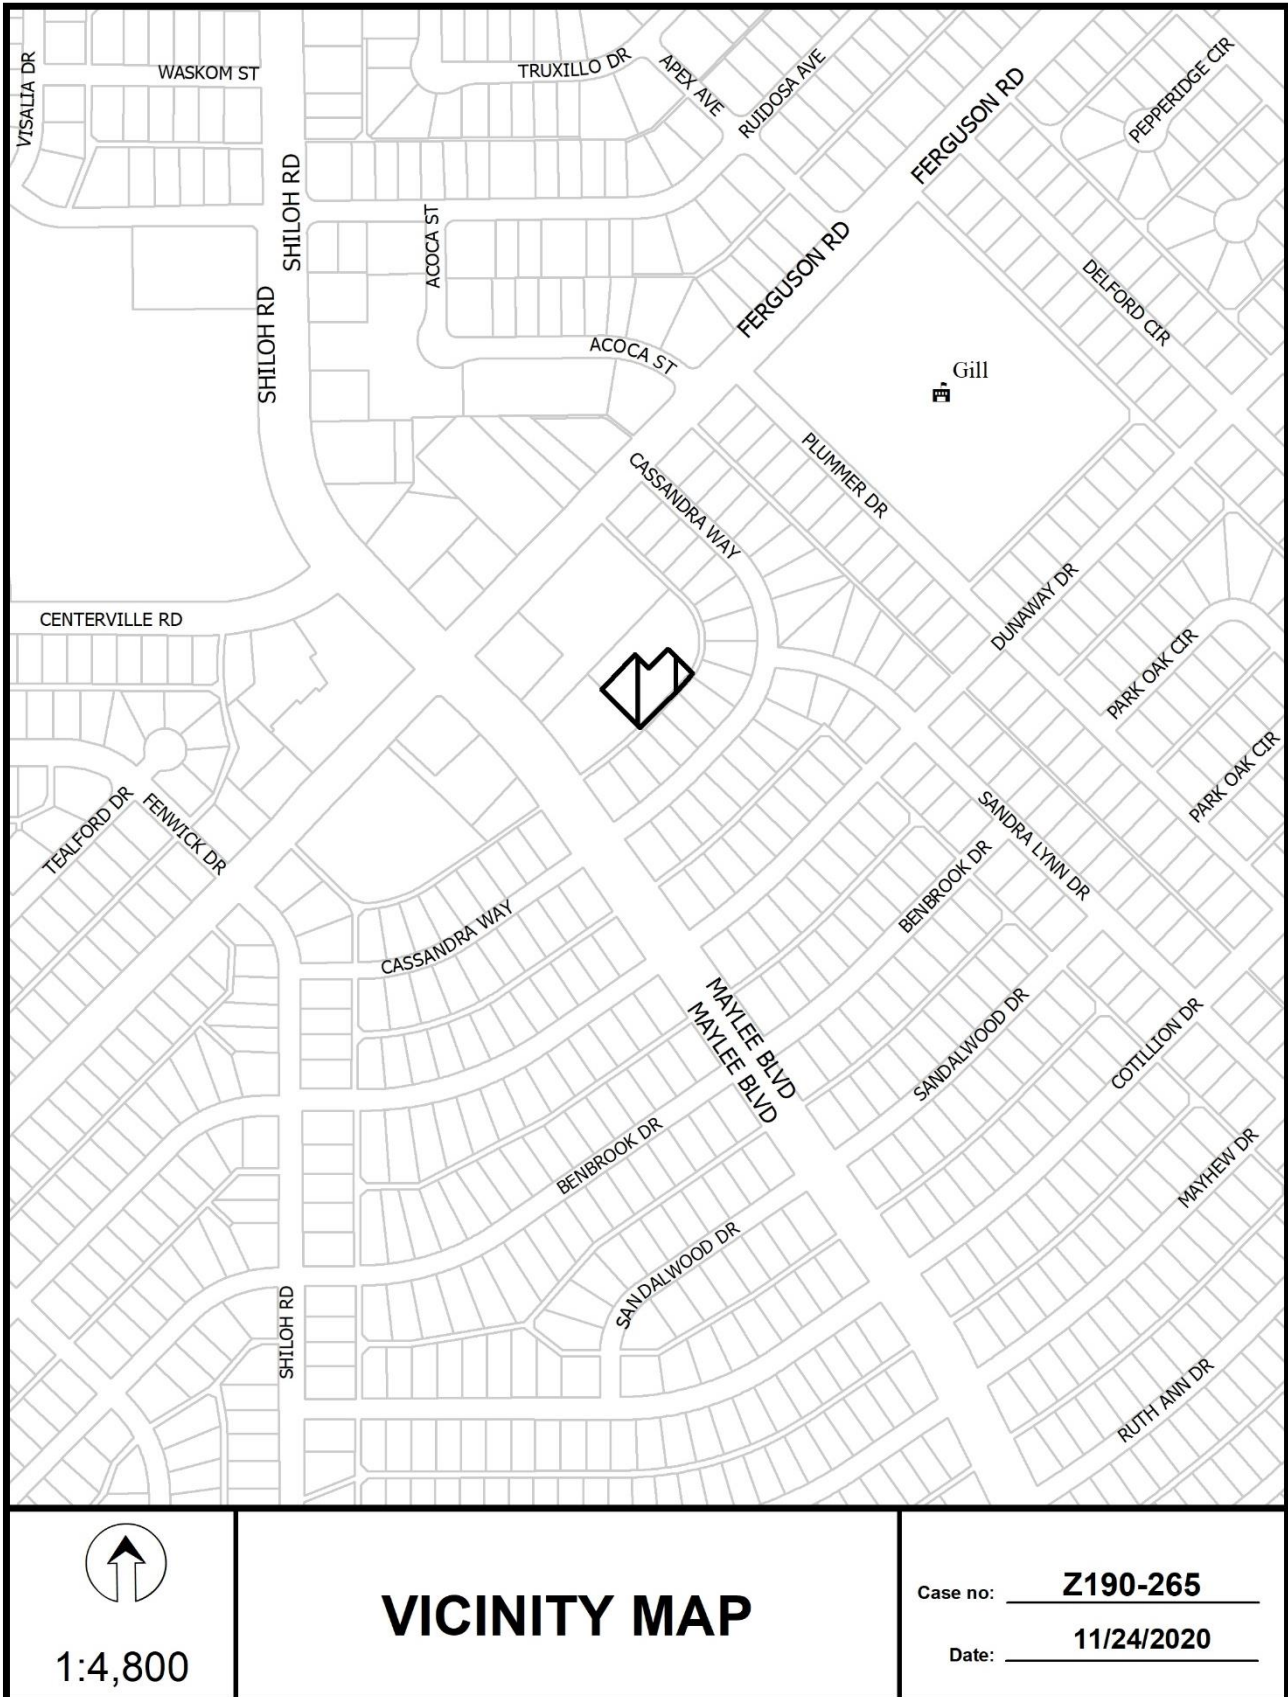 WASKOM ST
VISALIA DR
TRUXILLO DR
APEX AVE
RUIDOSA AVE
FERGUSON RD
PEPPERIDGE CIR
SHILOH RD
SHILOH RD
ACOCA ST
FERGUSON RD
DELFORD CIR
ACOCA ST
Gill
CASSANDRA WAY
PLUMMER DR
CENTERVILLE RD
DUNAWAY DR
PARK OAK CIR
PARK OAK CIR
TEALFORD DR
FENWICK DR
SANDRA LYNN DR
BENBROOK DR
CASSANDRA WAY
MAYLEE BLVD
MAYLEE BLVD
SANDALWOOD DR
COTILLION DR
BENBROOK DR
MAYHEW DR
SANDALWOOD DR
SHILOH RD
RUTH ANN DR
1:4,800
VICINITY MAP
Case no: Z190-265
Date: 11/24/2020